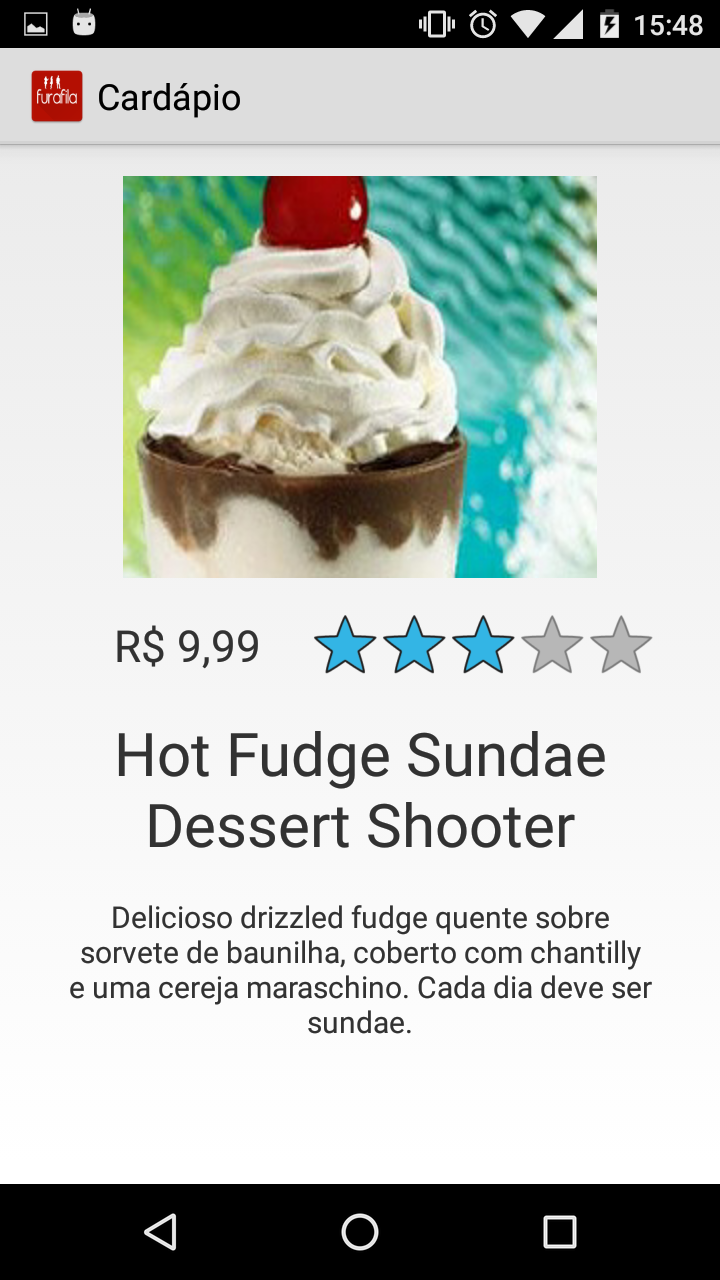 15:48
furafila
Cardápio
R$ 9,99
Hot Fudge Sundae
Dessert Shooter
Delicioso drizzled fudge quente sobre
sorvete de baunilha, coberto com chantilly
e uma cereja maraschino. Cada dia deve ser
sundae.